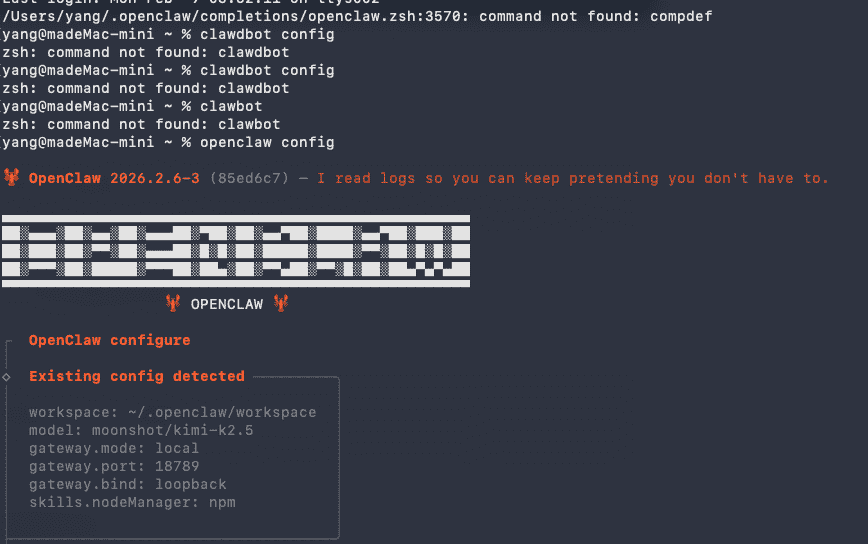 /Users/yang/.openclaw/completions/openclaw.zsh:3570: command not found: compdef
(yang@madeMac-mini ~ % clawdbot config
zsh: command not found: clawdbot
(yang@madeMac-mini ~ % clawdbot config
zsh: command not found: clawdbot
(yang@madeMac-mini ~ % clawbot
zsh: command not found: clawbot
(yang@madeMac-mini ~ % openclaw config
🦞 OpenClaw 2026.2.6-3 (85ed6c7) — I read logs so you can keep pretending you don't have to.
OPENCLAW
🦞 OPENCLAW 🦞
OpenClaw configure
Existing config detected
workspace: ~/.openclaw/workspace
model: moonshot/kimi-k2.5
gateway.mode: local
gateway.port: 18789
gateway.bind: loopback
skills.nodeManager: npm